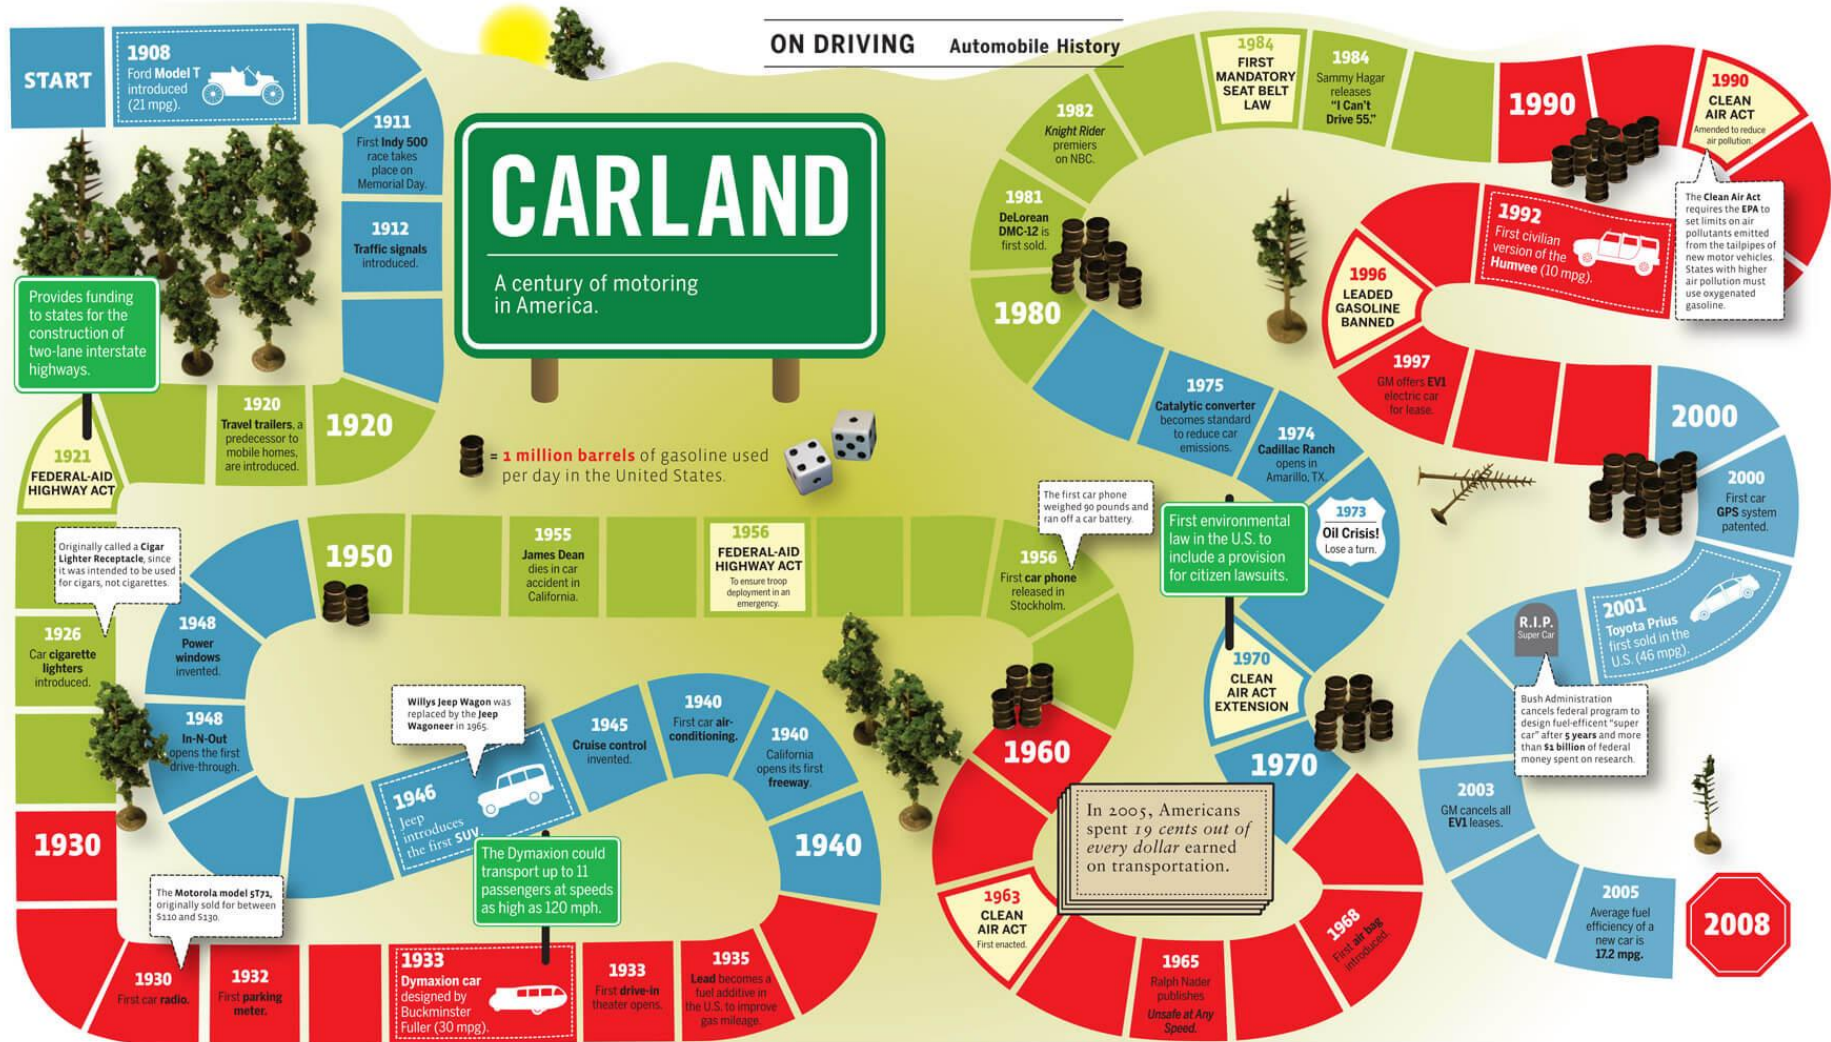 ON DRIVING
Automobile History
CARLAND
A century of motoring
in America.
= 1 million barrels of gasoline used
per day in the United States.
START
1908
Ford Model T
introduced
(21 mpg).
1911
First Indy 500
race takes
place on
Memorial Day.
1912
Traffic signals
introduced.
1920
1920
Travel trailers, a
predecessor to
mobile homes,
are introduced.
Provides funding
to states for the
construction of
two-lane interstate
highways.
1921
FEDERAL-AID
HIGHWAY ACT
Originally called a Cigar
Lighter Receptacle, since
it was intended to be used
for cigars, not cigarettes.
1926
Car cigarette
lighters
introduced.
1930
The Motorola model 5T71,
originally sold for between
$110 and $130.
1930
First car radio.
1932
First parking
meter.
1933
Dymaxion car
designed by
Buckminster
Fuller (30 mpg).
The Dymaxion could
transport up to 11
passengers at speeds
as high as 120 mph.
1933
First drive-in
theater opens.
1935
Lead becomes a
fuel additive in
the U.S. to improve
gas mileage.
1940
1940
California
opens its first
freeway.
1940
First car air-
conditioning.
1945
Cruise control
invented.
Willys Jeep Wagon was
replaced by the Jeep
Wagoneer in 1965.
1946
Jeep
introduces
the first SUV.
1948
In-N-Out
opens the first
drive-through.
1948
Power
windows
invented.
1950
1955
James Dean
dies in car
accident in
California.
1956
FEDERAL-AID
HIGHWAY ACT
To ensure troop
deployment in an
emergency.
The first car phone
weighed 90 pounds and
ran off a car battery.
1956
First car phone
released in
Stockholm.
1960
1963
CLEAN
AIR ACT
First enacted.
In 2005, Americans
spent 19 cents out of
every dollar earned
on transportation.
1965
Ralph Nader
publishes
Unsafe at Any
Speed.
1968
First air bag
introduced.
1970
1970
CLEAN
AIR ACT
EXTENSION
First environmental
law in the U.S. to
include a provision
for citizen lawsuits.
1973
Oil Crisis!
Lose a turn.
1974
Cadillac Ranch
opens in
Amarillo, TX.
1975
Catalytic converter
becomes standard
to reduce car
emissions.
1980
1981
DeLorean
DMC-12 is
first sold.
1982
Knight Rider
premiers
on NBC.
1984
FIRST
MANDATORY
SEAT BELT
LAW
1984
Sammy Hagar
releases
"I Can't
Drive 55."
1990
1990
CLEAN
AIR ACT
Amended to reduce
air pollution.
The Clean Air Act
requires the EPA to
set limits on air
pollutants emitted
from the tailpipes of
new motor vehicles.
States with higher
air pollution must
use oxygenated
gasoline.
1992
First civilian
version of the
Humvee (10 mpg).
1996
LEADED
GASOLINE
BANNED
1997
GM offers EV1
electric car
for lease.
2000
2000
First car
GPS system
patented.
2001
Toyota Prius
first sold in the
U.S. (46 mpg).
R.I.P.
Super Car
Bush Administration
cancels federal program to
design fuel-efficent "super
car" after 5 years and more
than $1 billion of federal
money spent on research.
2003
GM cancels all
EV1 leases.
2005
Average fuel
efficiency of a
new car is
17.2 mpg.
2008